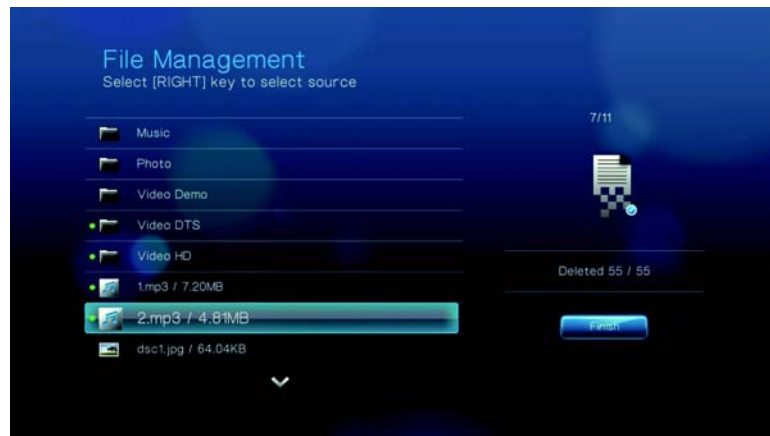 File Management
Select [RIGHT] key to select source
7/11
Music
Photo
Video Demo
Video DTS
Video HD
1.mp3 / 7.20MB
2.mp3 / 4.81MB
dsc1.jpg / 64.04KB
Deleted 55 / 55
Finish